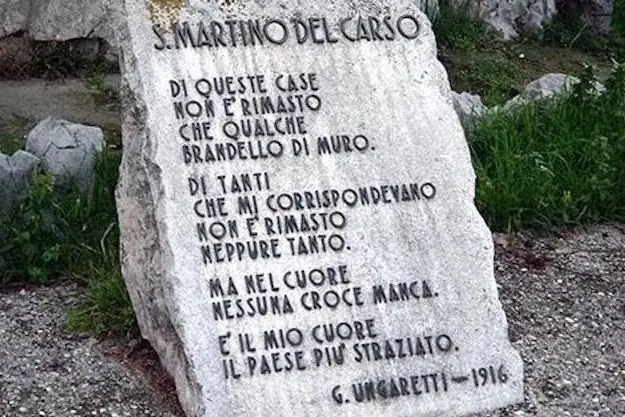 S. MARTINO DEL CARSO
DI QUESTE CASE
NON E' RIMASTO
CHE QUALCHE
BRANDELLO DI MURO.
DI TANTI
CHE MI CORRISPONDEVANO
NON E' RIMASTO
NEPPURE TANTO.
MA NEL CUORE
NESSUNA CROCE MANCA.
E' IL MIO CUORE
IL PAESE PIU' STRAZIATO.
G. UNGARETTI - 1916